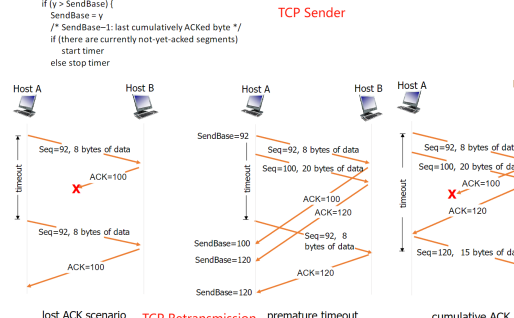 if (y > SendBase) {
SendBase = y
/* SendBase–1: last cumulatively ACKed byte */
if (there are currently not-yet-acked segments)
start timer
else stop timer
TCP Sender
Host A
Host B
Seq=92, 8 bytes of data
ACK=100
X
timeout
Seq=92, 8 bytes of data
ACK=100
lost ACK scenario
TCP Retransmission
Host A
Host B
SendBase=92
Seq=92, 8 bytes of data
Seq=100, 20 bytes of data
timeout
ACK=100
ACK=120
Seq=92, 8
bytes of data
SendBase=100
SendBase=120
ACK=120
SendBase=120
premature timeout
Host A
Seq=92, 8 bytes of data
Seq=100, 20 bytes of da
ACK=100
X
timeout
ACK=120
Seq=120, 15 bytes of da
cumulative ACK